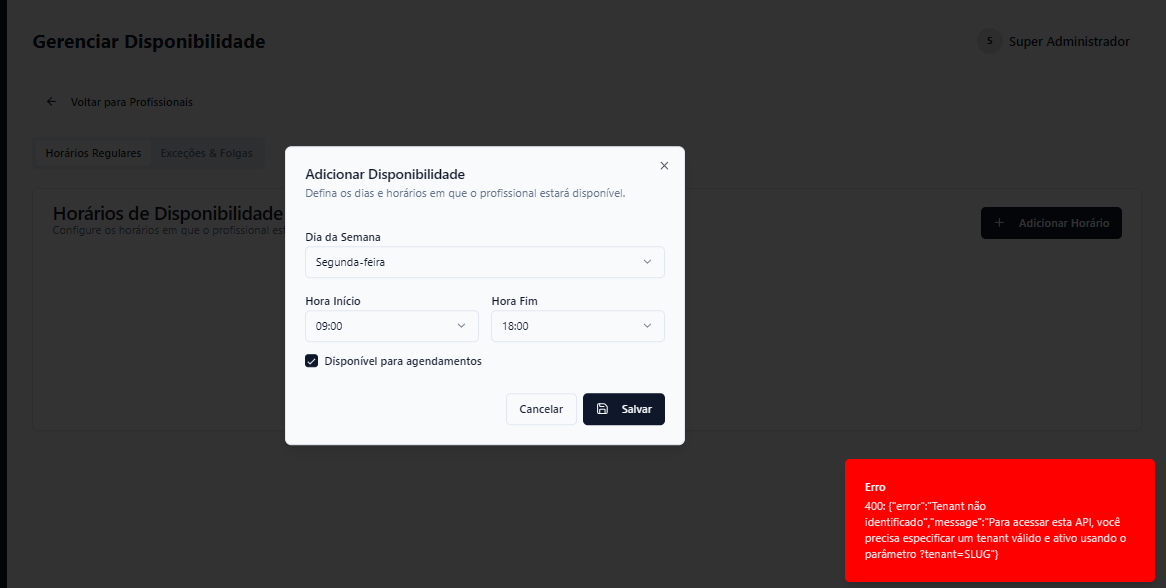 Gerenciar Disponibilidade
S Super Administrador
Voltar para Profissionais
Horários Regulares Exceções & Folgas
Horários de Disponibilidade
Configure os horários em que o profissional
Adicionar Horário
Adicionar Disponibilidade
Defina os dias e horários em que o profissional estará disponível.
Dia da Semana
Segunda-feira
Hora Início Hora Fim
09:00 18:00
Disponível para agendamentos
Cancelar Salvar
Erro
400: {"error":"Tenant não
identificado","message":"Para acessar esta API, você
precisa especificar um tenant válido e ativo usando o
parâmetro ?tenant=SLUG"}